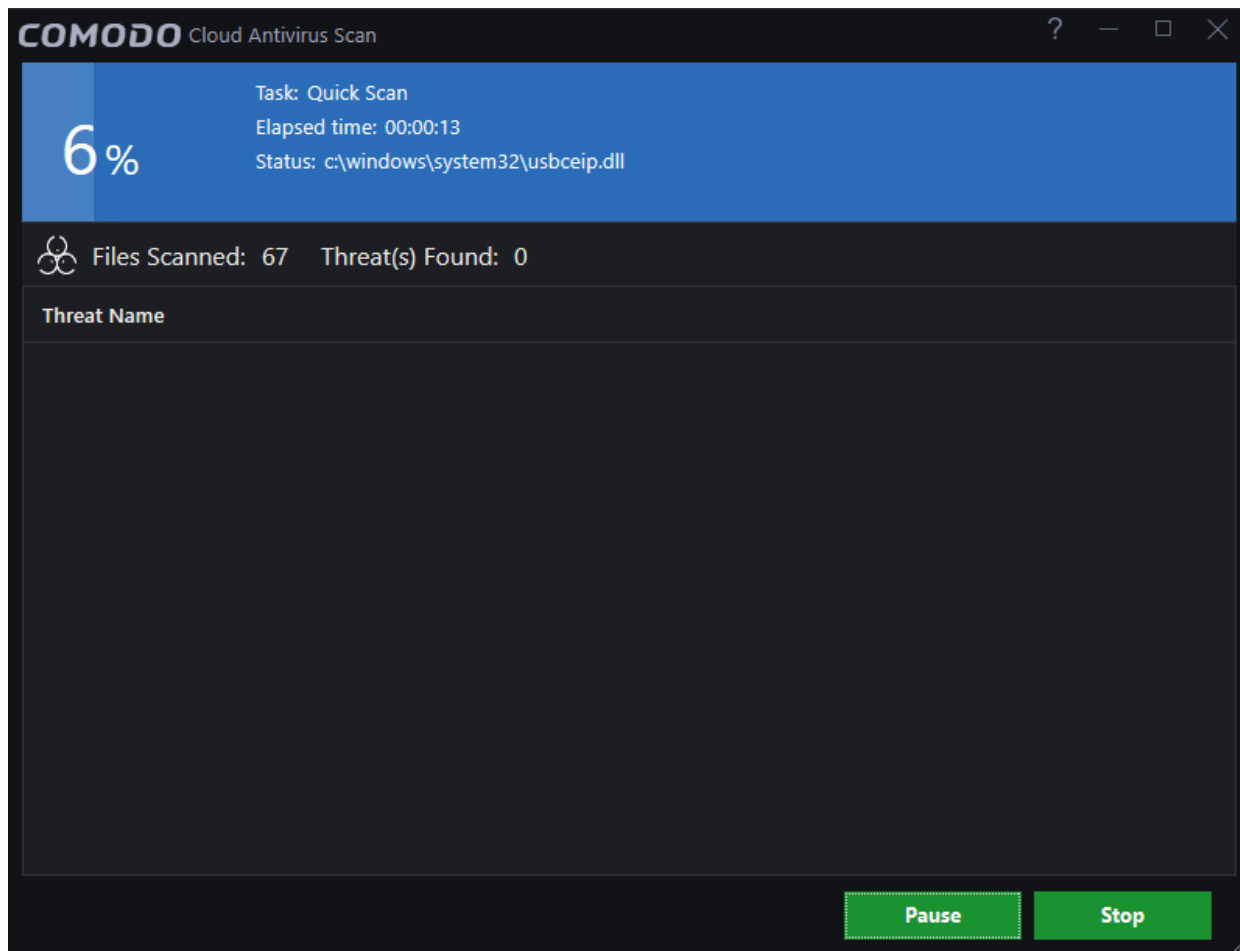 COMODO Cloud Antivirus Scan ?
Task: Quick Scan
Elapsed time: 00:00:13
6 %
Status: c:\windows\system32\usbceip.dll
Files Scanned: 67 Threat(s) Found: 0
Threat Name
Pause Stop